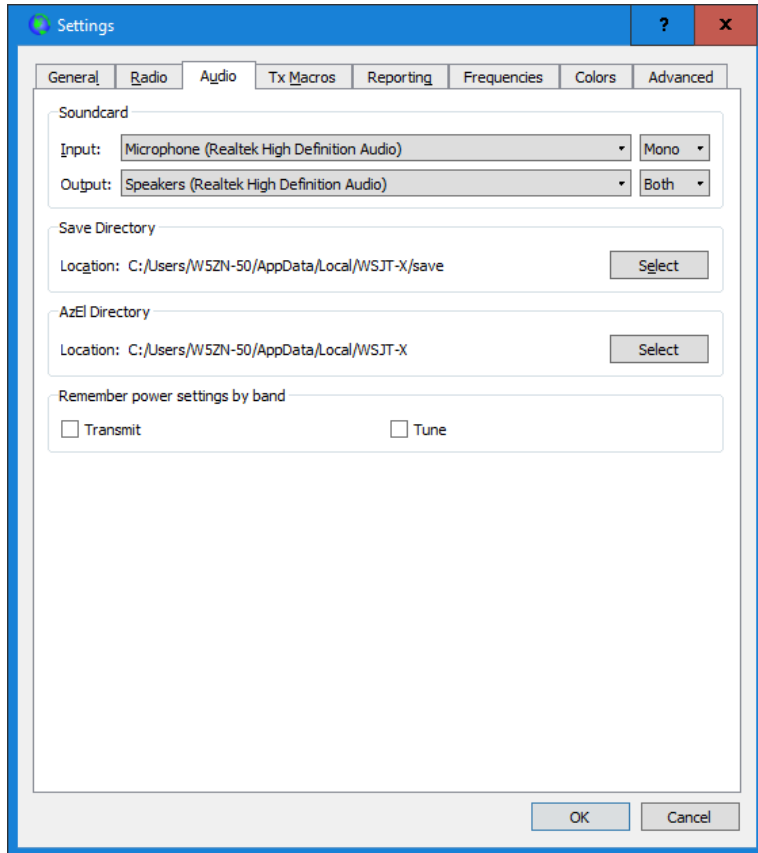 Settings
? x
General Radio Audio Tx Macros Reporting Frequencies Colors Advanced
Soundcard
Input: Microphone (Realtek High Definition Audio) Mono
Output: Speakers (Realtek High Definition Audio) Both
Save Directory
Location: C:/Users/W5ZN-50/AppData/Local/WSJT-X/save Select
AzEl Directory
Location: C:/Users/W5ZN-50/AppData/Local/WSJT-X Select
Remember power settings by band
Transmit Tune
OK Cancel